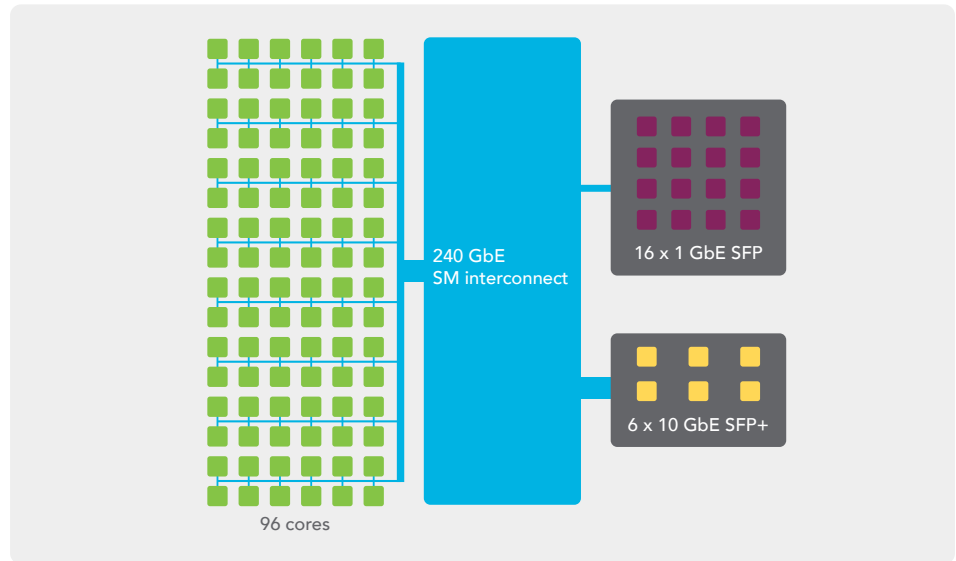 240 GbE
SM interconnect
16 x 1 GbE SFP
6 x 10 GbE SFP+
96 cores